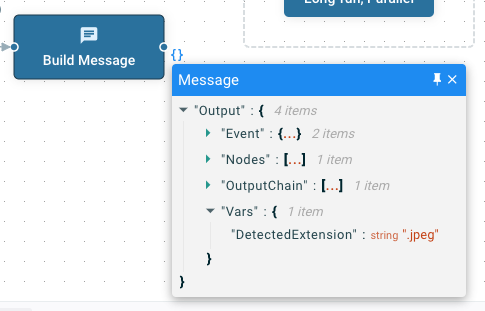 Long run, Parallel
Build Message
{}
Message
"Output" : { 4 items
"Event" : {...} 2 items
"Nodes" : [...] 1 item
"OutputChain" : [...] 1 item
"Vars" : { 1 item
"DetectedExtension" : string ".jpeg"
}
}